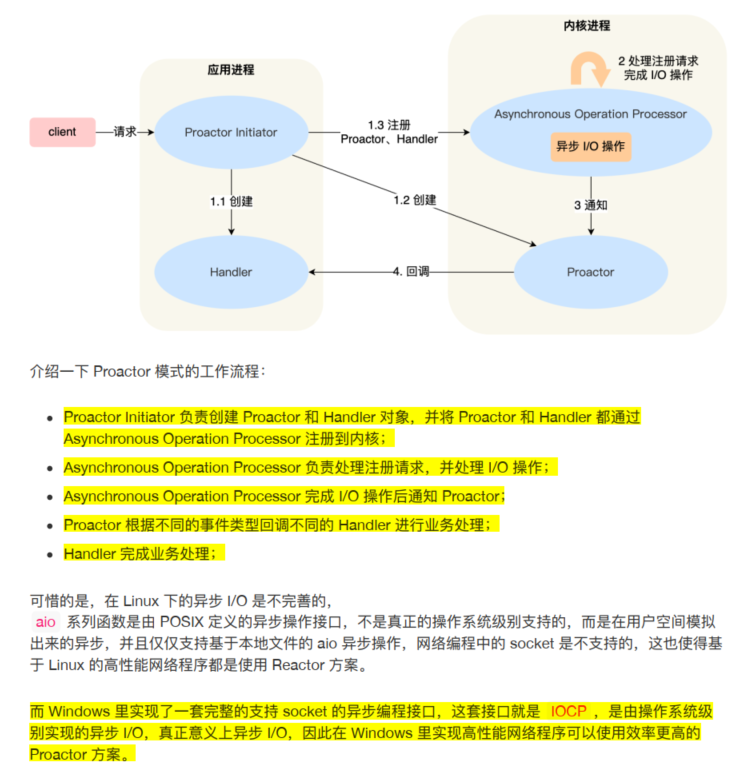 内核进程
应用进程
2 处理注册请求
完成 I/O 操作
client
请求
Proactor Initiator
1.3 注册
Proactor、Handler
Asynchronous Operation Processor
异步 I/O 操作
1.1 创建
1.2 创建
3 通知
Handler
4. 回调
Proactor
介绍一下 Proactor 模式的工作流程：
• Proactor Initiator 负责创建 Proactor 和 Handler 对象，并将 Proactor 和 Handler 都通过
Asynchronous Operation Processor 注册到内核；
• Asynchronous Operation Processor 负责处理注册请求，并处理 I/O 操作；
• Asynchronous Operation Processor 完成 I/O 操作后通知 Proactor；
• Proactor 根据不同的事件类型回调不同的 Handler 进行业务处理；
• Handler 完成业务处理；
可惜的是，在 Linux 下的异步 I/O 是不完善的，
aio 系列函数是由 POSIX 定义的异步操作接口，不是真正的操作系统级别支持的，而是在用户空间模拟
出来的异步，并且仅仅支持基于本地文件的 aio 异步操作，网络编程中的 socket 是不支持的，这也使得基
于 Linux 的高性能网络程序都是使用 Reactor 方案。
而 Windows 里实现了一套完整的支持 socket 的异步编程接口，这套接口就是 IOCP ，是由操作系统级
别实现的异步 I/O，真正意义上异步 I/O，因此在 Windows 里实现高性能网络程序可以使用效率更高的
Proactor 方案。